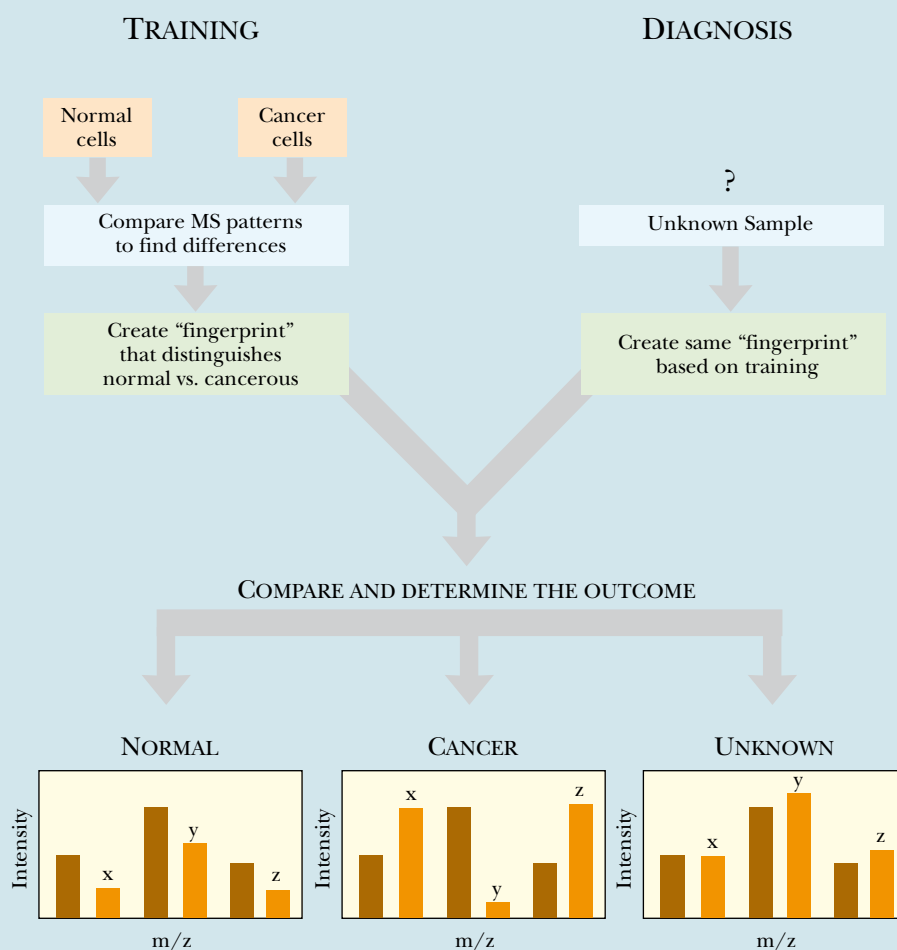 TRAINING
DIAGNOSIS
Normal
cells
Cancer
cells
?
Compare MS patterns
to find differences
Unknown Sample
Create “fingerprint”
that distinguishes
normal vs. cancerous
Create same “fingerprint”
based on training
COMPARE AND DETERMINE THE OUTCOME
NORMAL
CANCER
UNKNOWN
Intensity
x
y
z
m/z
Intensity
x
y
z
m/z
Intensity
x
y
z
m/z